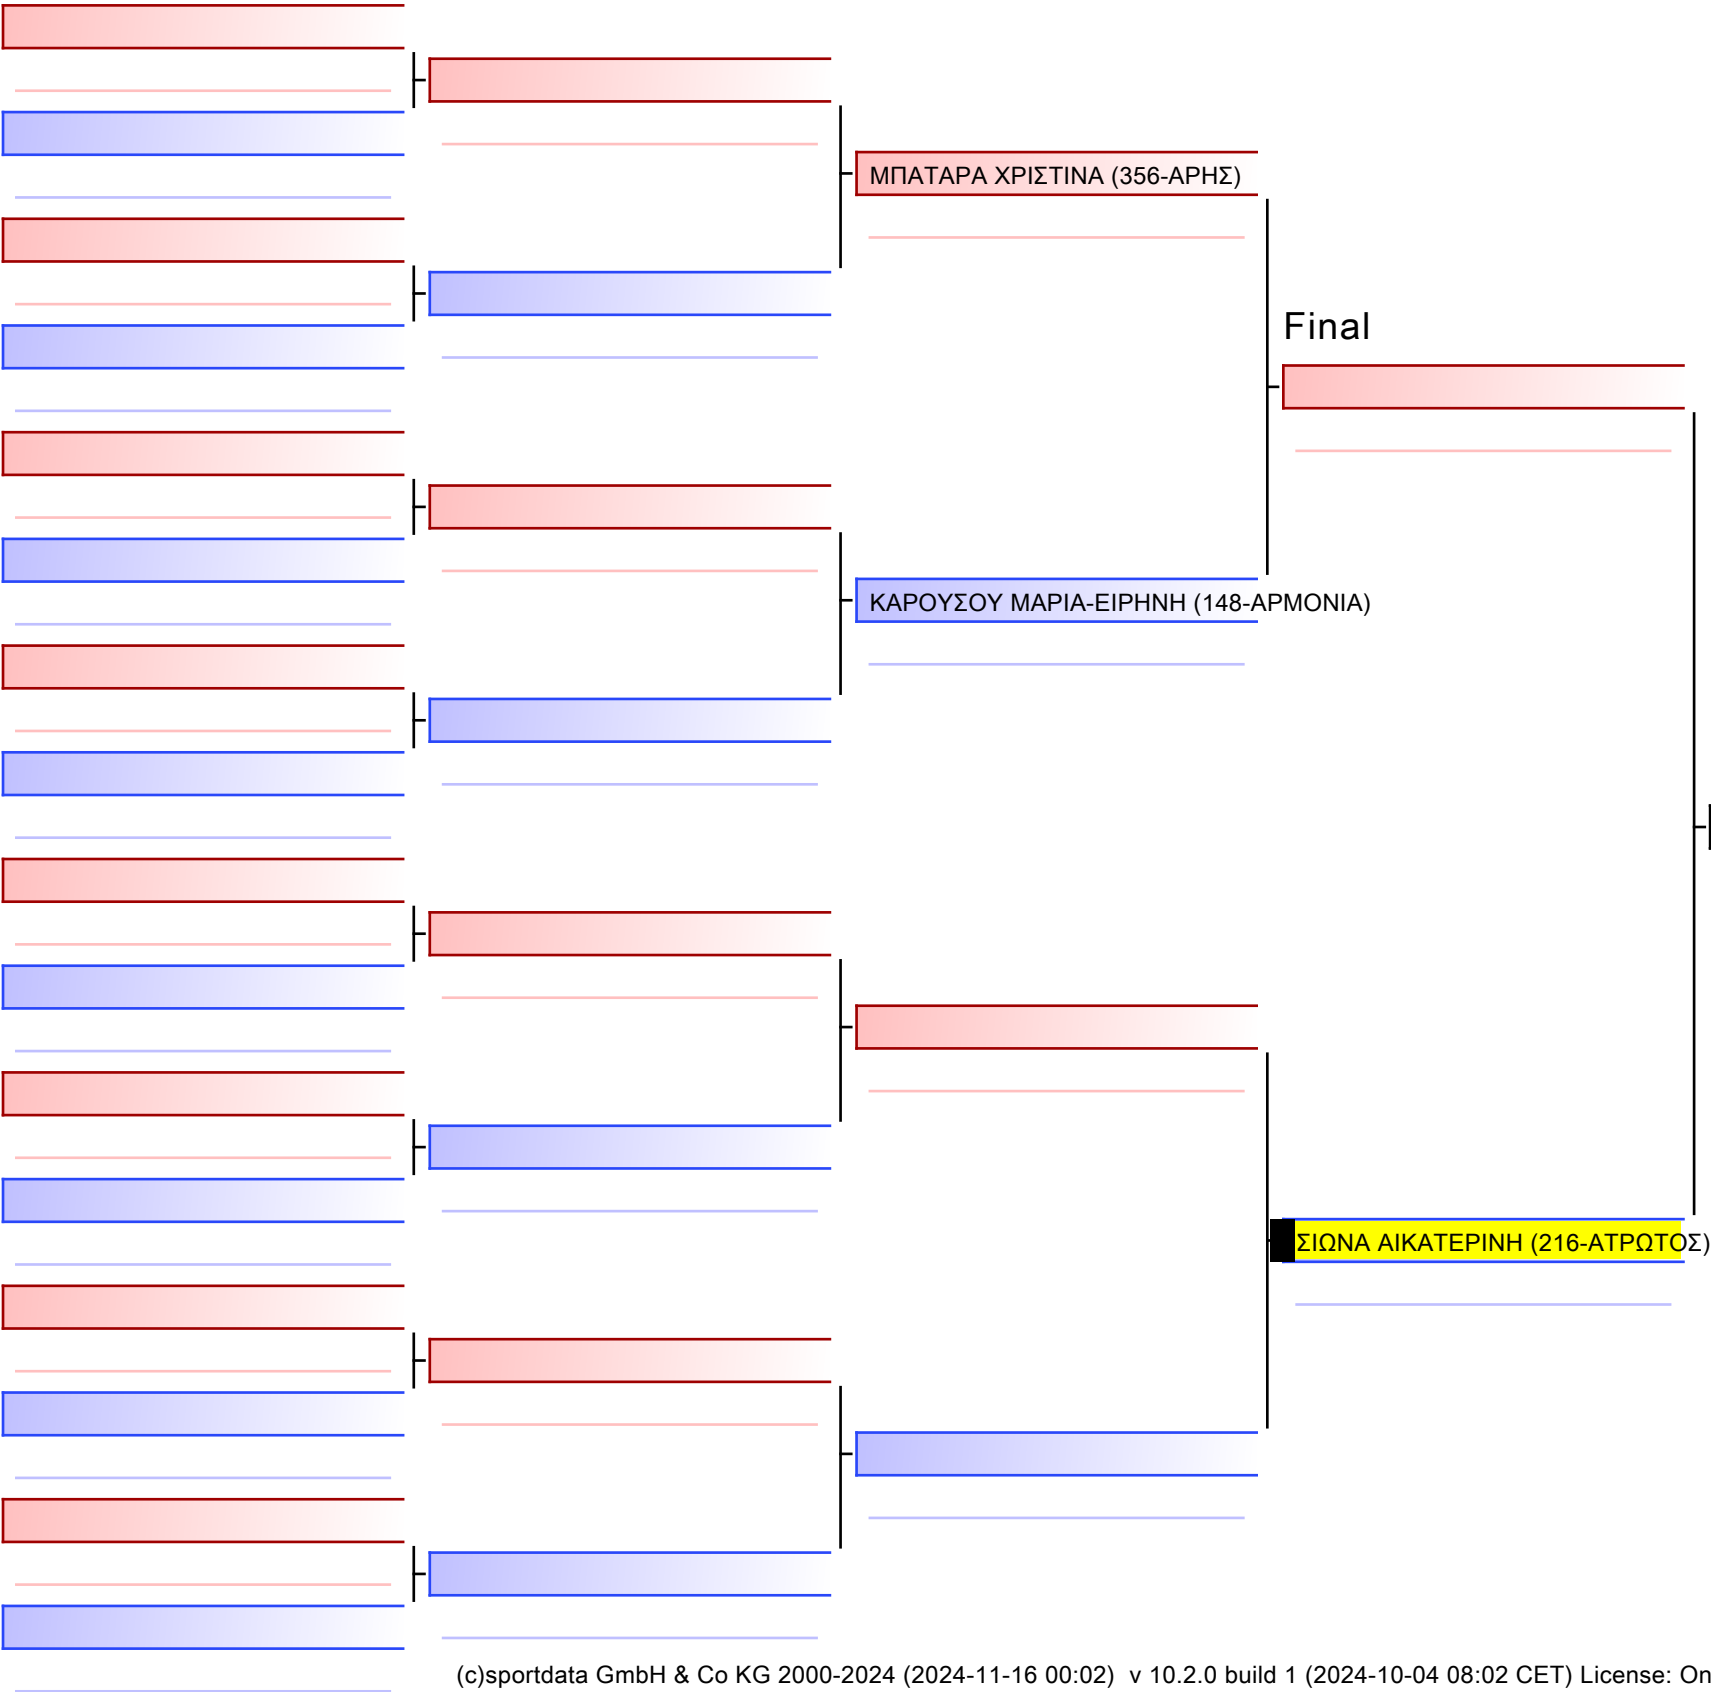 ΜΠΑΤΑΡΑ ΧΡΙΣΤΙΝΑ (356-ΑΡΗΣ)
Final
ΚΑΡΟΥΣΟΥ ΜΑΡΙΑ-ΕΙΡΗΝΗ (148-ΑΡΜΟΝΙΑ)
ΣΙΩΝΑ ΑΙΚΑΤΕΡΙΝΗ (216-ΑΤΡΩΤΟΣ)
(c)sportdata GmbH & Co KG 2000-2024 (2024-11-16 00:02) v 10.2.0 build 1 (2024-10-04 08:02 CET) License: On